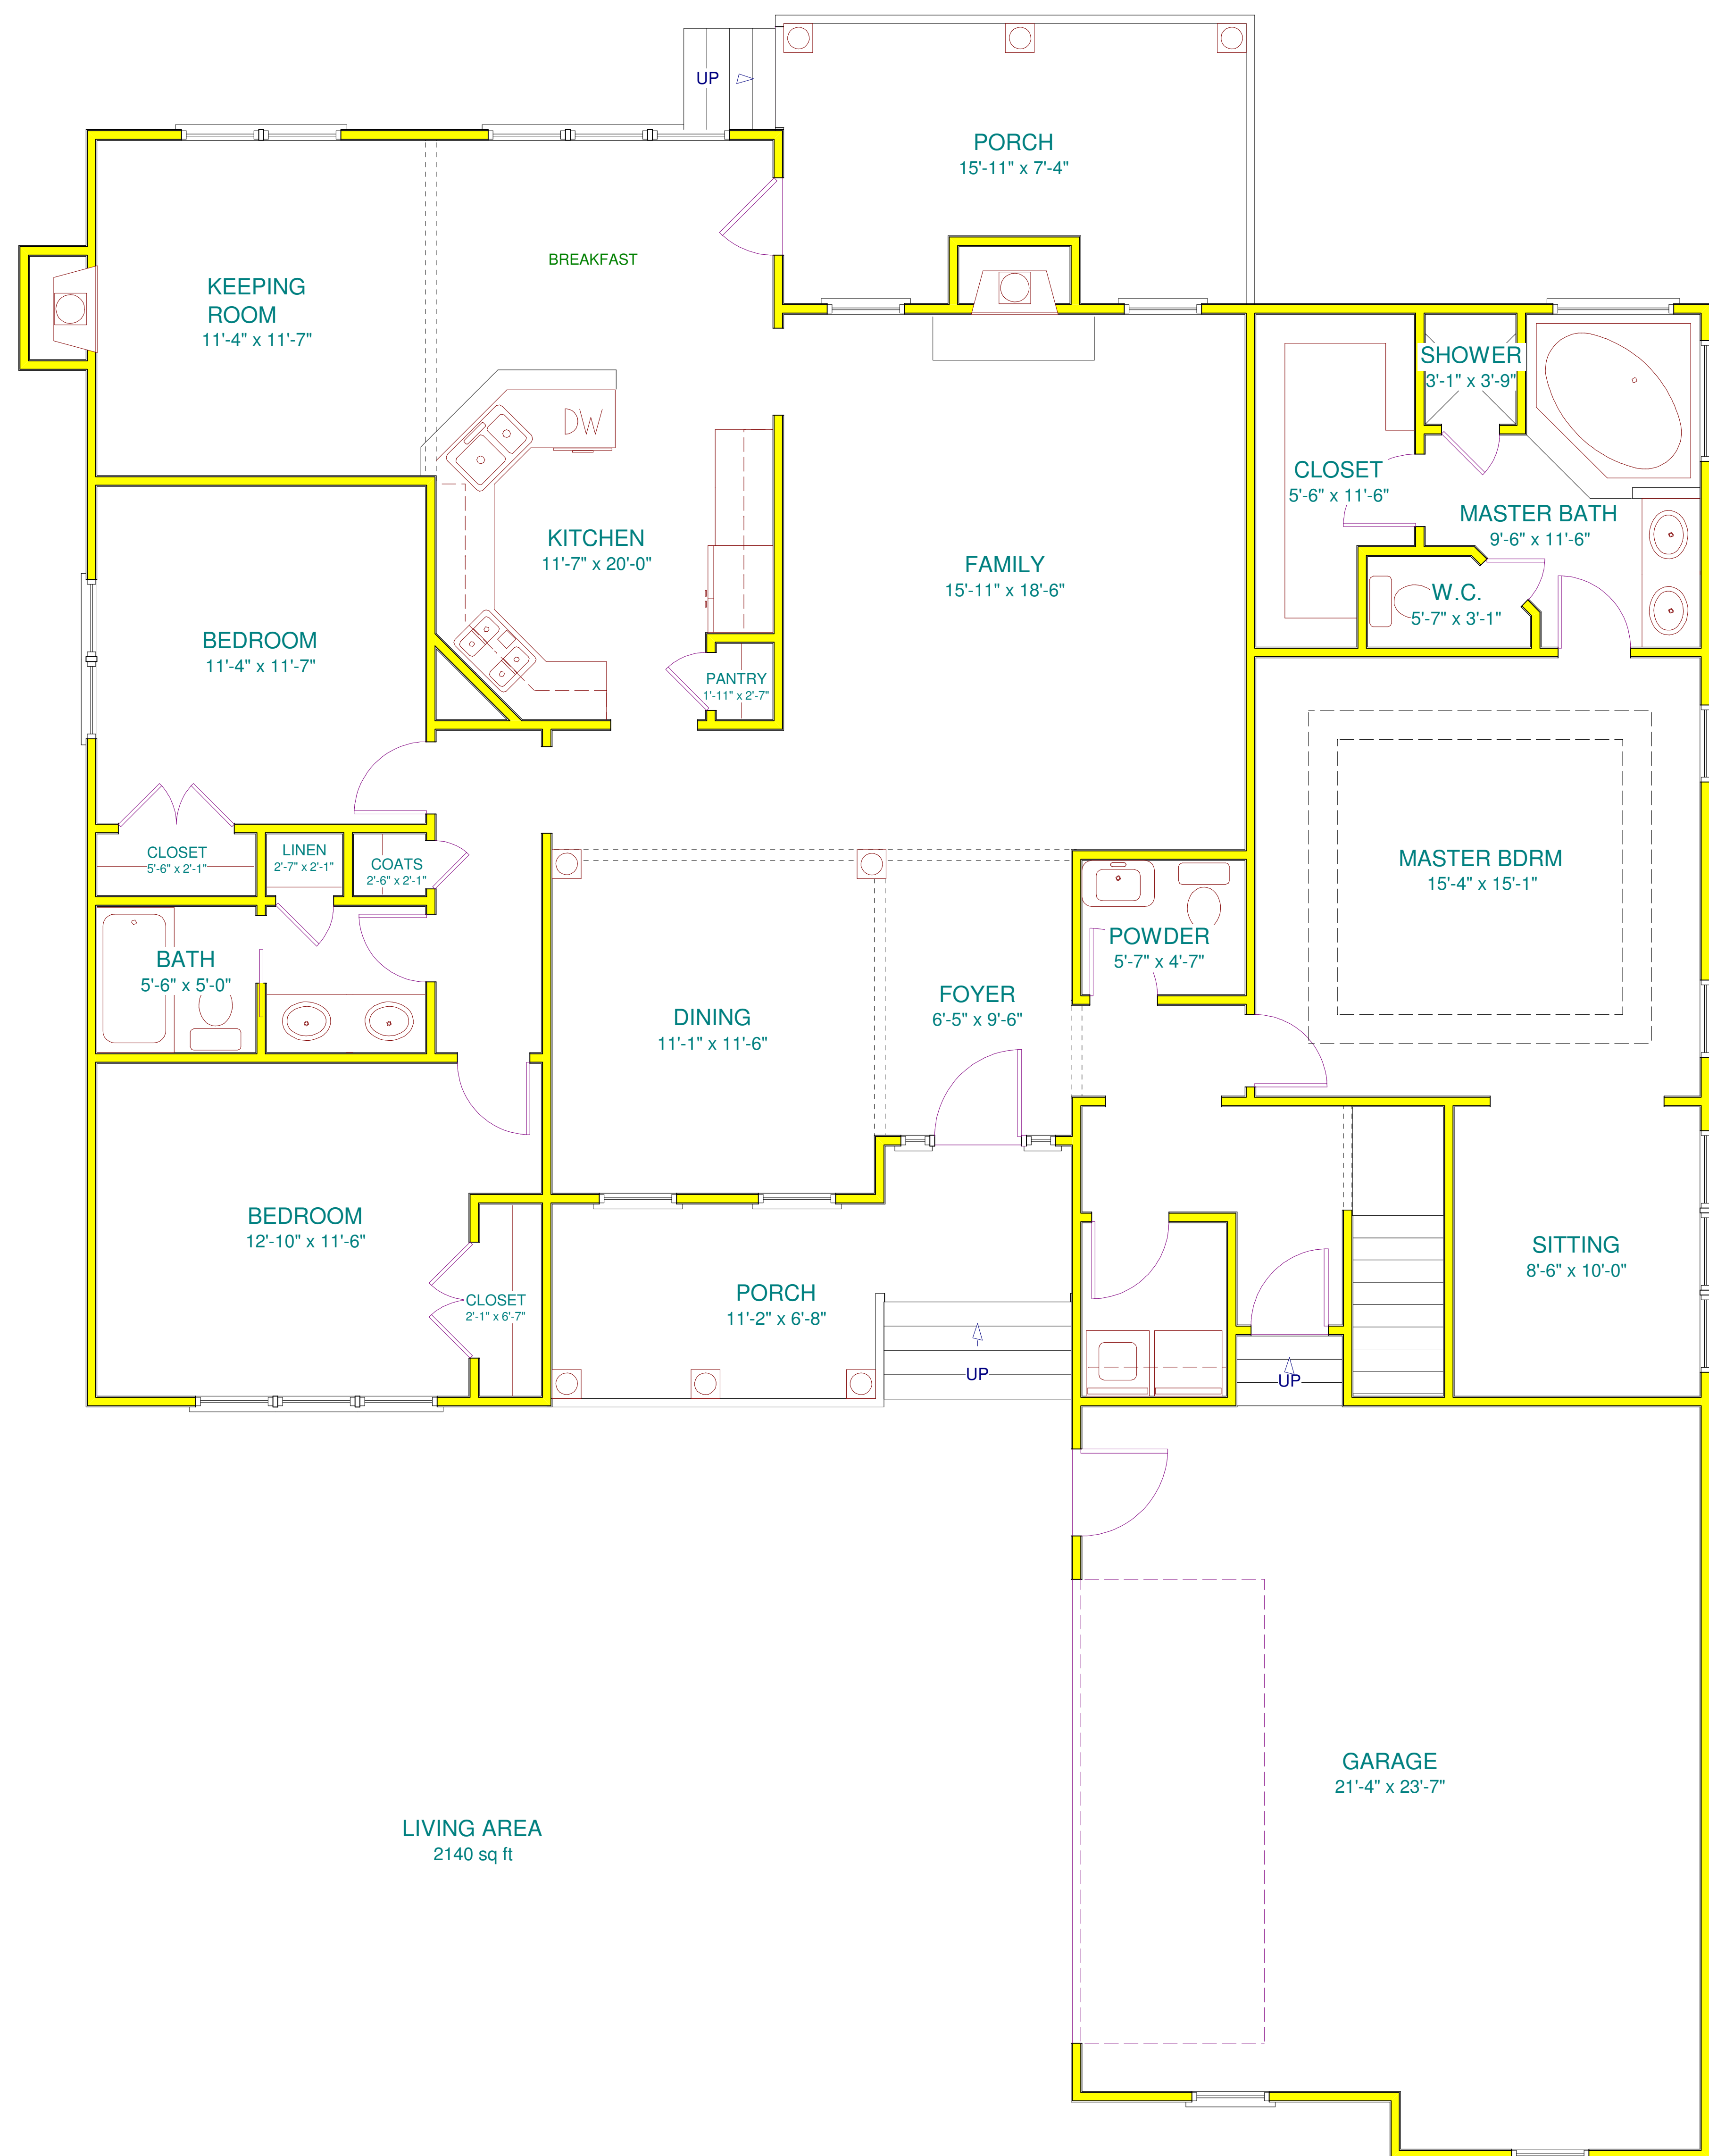 UP
PORCH
15'-11" x 7'-4"
BREAKFAST
KEEPING
ROOM
11'-4" x 11'-7"
SHOWER
3'-1" x 3'-9"
DW
CLOSET
5'-6" x 11'-6"
MASTER BATH
9'-6" x 11'-6"
KITCHEN
11'-7" x 20'-0"
FAMILY
15'-11" x 18'-6"
W.C.
5'-7" x 3'-1"
BEDROOM
11'-4" x 11'-7"
PANTRY
1'-11" x 2'-7"
CLOSET
5'-6" x 2'-1"
LINEN
2'-7" x 2'-1"
COATS
2'-6" x 2'-1"
MASTER BDRM
15'-4" x 15'-1"
BATH
5'-6" x 5'-0"
POWDER
5'-7" x 4'-7"
DINING
11'-1" x 11'-6"
FOYER
6'-5" x 9'-6"
BEDROOM
12'-10" x 11'-6"
SITTING
8'-6" x 10'-0"
CLOSET
2'-1" x 6'-7"
PORCH
11'-2" x 6'-8"
UP
UP
GARAGE
21'-4" x 23'-7"
LIVING AREA
2140 sq ft